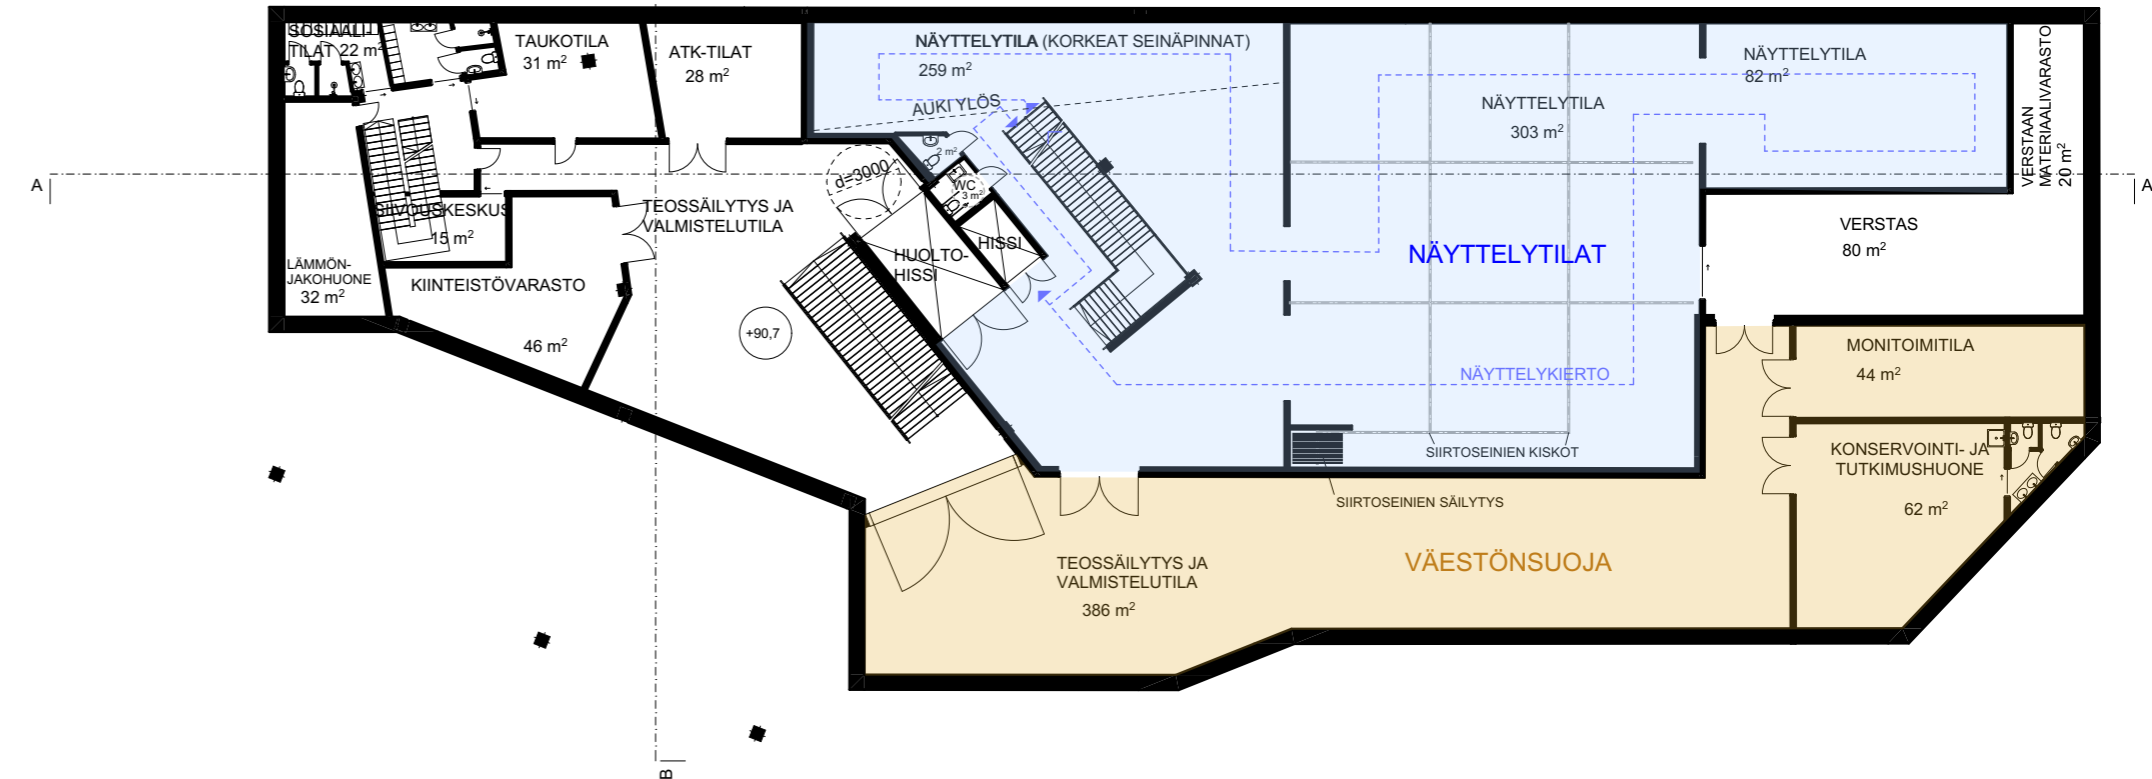 SOSIAALI-
TILAT 22 m²
TAUKOTILA
31 m²
ATK-TILAT
28 m²
NÄYTTELYTILA (KORKEAT SEINÄPINNAT)
259 m²
AUKI YLÖS
NÄYTTELYTILA
303 m²
NÄYTTELYTILA
82 m²
VERSTAAN
MATERIAALIVARASTO
20 m²
A
A
2 m²
WC
3 m²
d=3000
SIIVOUSKESKUS
15 m²
TEOSSÄILYTYS JA
VALMISTELUTILA
HUOLTO-
HISSI
HISSI
NÄYTTELYTILAT
VERSTAS
80 m²
LÄMMÖN-
JAKOHUONE
32 m²
KIINTEISTÖVARASTO
46 m²
+90,7
NÄYTTELYKIERTO
MONITOIMITILA
44 m²
SIIRTOSEINIEN KISKOT
SIIRTOSEINIEN SÄILYTYS
KONSERVOINTI- JA
TUTKIMUSHUONE
62 m²
TEOSSÄILYTYS JA
VALMISTELUTILA
386 m²
VÄESTÖNSUOJA
B